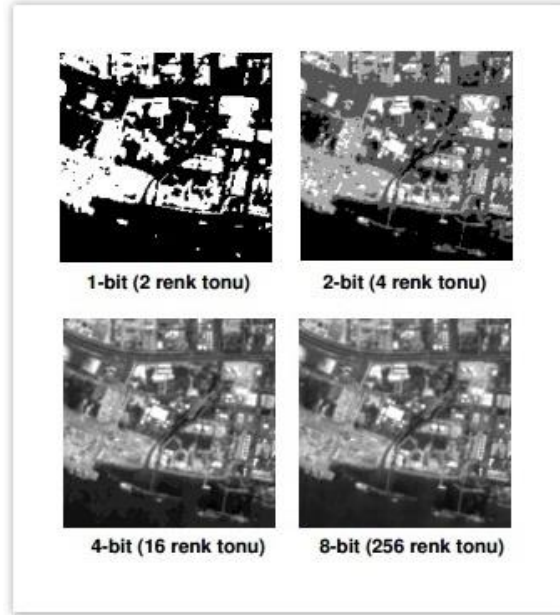 1-bit (2 renk tonu)
2-bit (4 renk tonu)
4-bit (16 renk tonu)
8-bit (256 renk tonu)